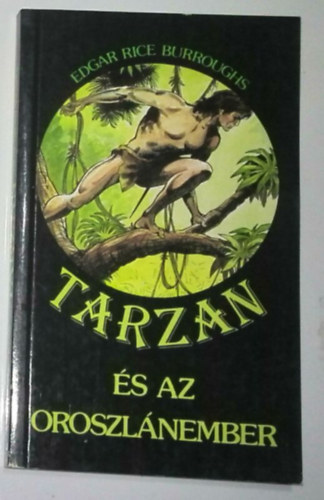 EDGAR RICE BURROUGHS
TARZAN
ÉS AZ
OROSZLÁNEMBER